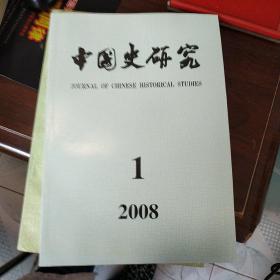 中国史研究
JOURNAL OF CHINESE HISTORICAL STUDIES
1
2008